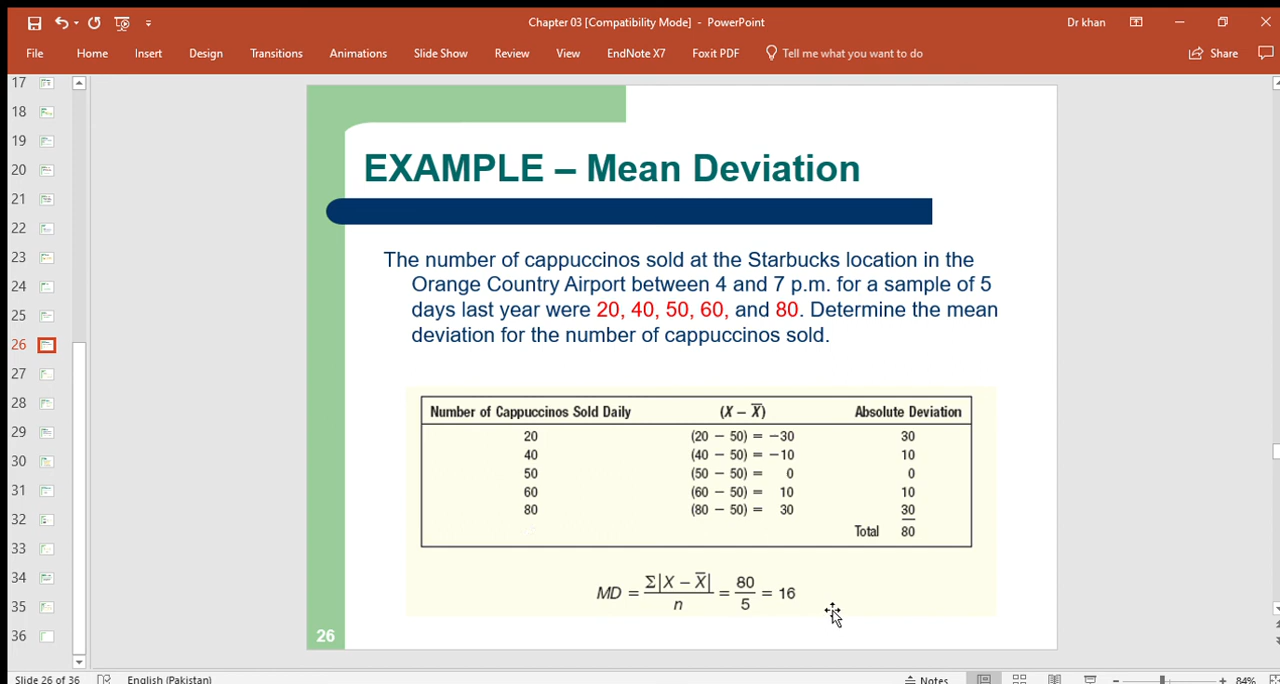 Chapter 03 [Compatibility Mode] - PowerPoint
Dr khan
File Home Insert Design Transitions Animations Slide Show Review View EndNote X7 Foxit PDF Tell me what you want to do Share
17
18
19
20
21
22
23
24
25
26
27
28
29
30
31
32
33
34
35
36
EXAMPLE – Mean Deviation
The number of cappuccinos sold at the Starbucks location in the
Orange Country Airport between 4 and 7 p.m. for a sample of 5
days last year were 20, 40, 50, 60, and 80. Determine the mean
deviation for the number of cappuccinos sold.
Number of Cappuccinos Sold Daily (X – X̅) Absolute Deviation
20 (20 – 50) = –30 30
40 (40 – 50) = –10 10
50 (50 – 50) = 0 0
60 (60 – 50) = 10 10
80 (80 – 50) = 30 30
Total 80
MD = Σ|X – X̅| / n = 80 / 5 = 16
26
Slide 26 of 36 English (Pakistan) Notes 84%